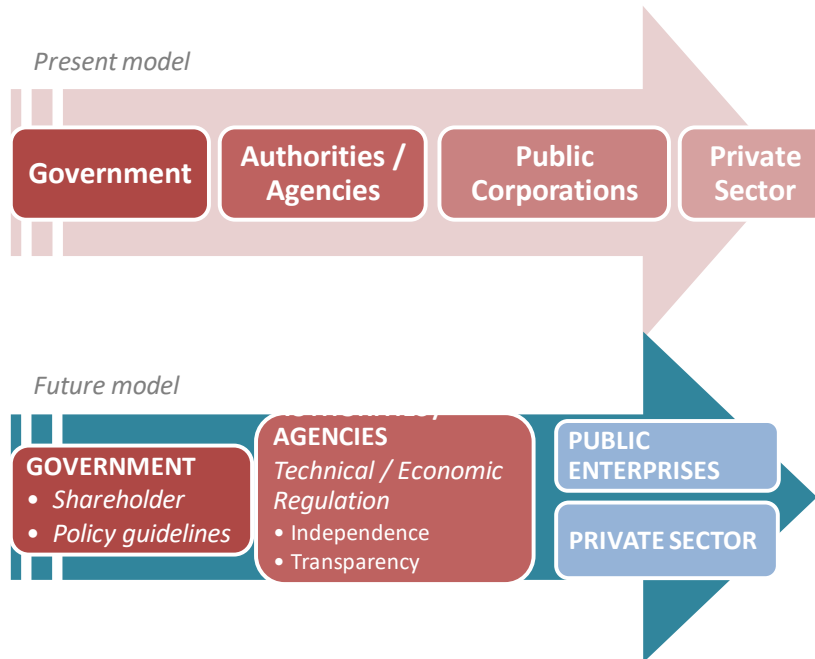 Present model
Government
Authorities /
Agencies
Public
Corporations
Private
Sector
Future model
GOVERNMENT
• Shareholder
• Policy guidelines
AUTHORITIES /
AGENCIES
Technical / Economic
Regulation
• Independence
• Transparency
PUBLIC
ENTERPRISES
PRIVATE SECTOR